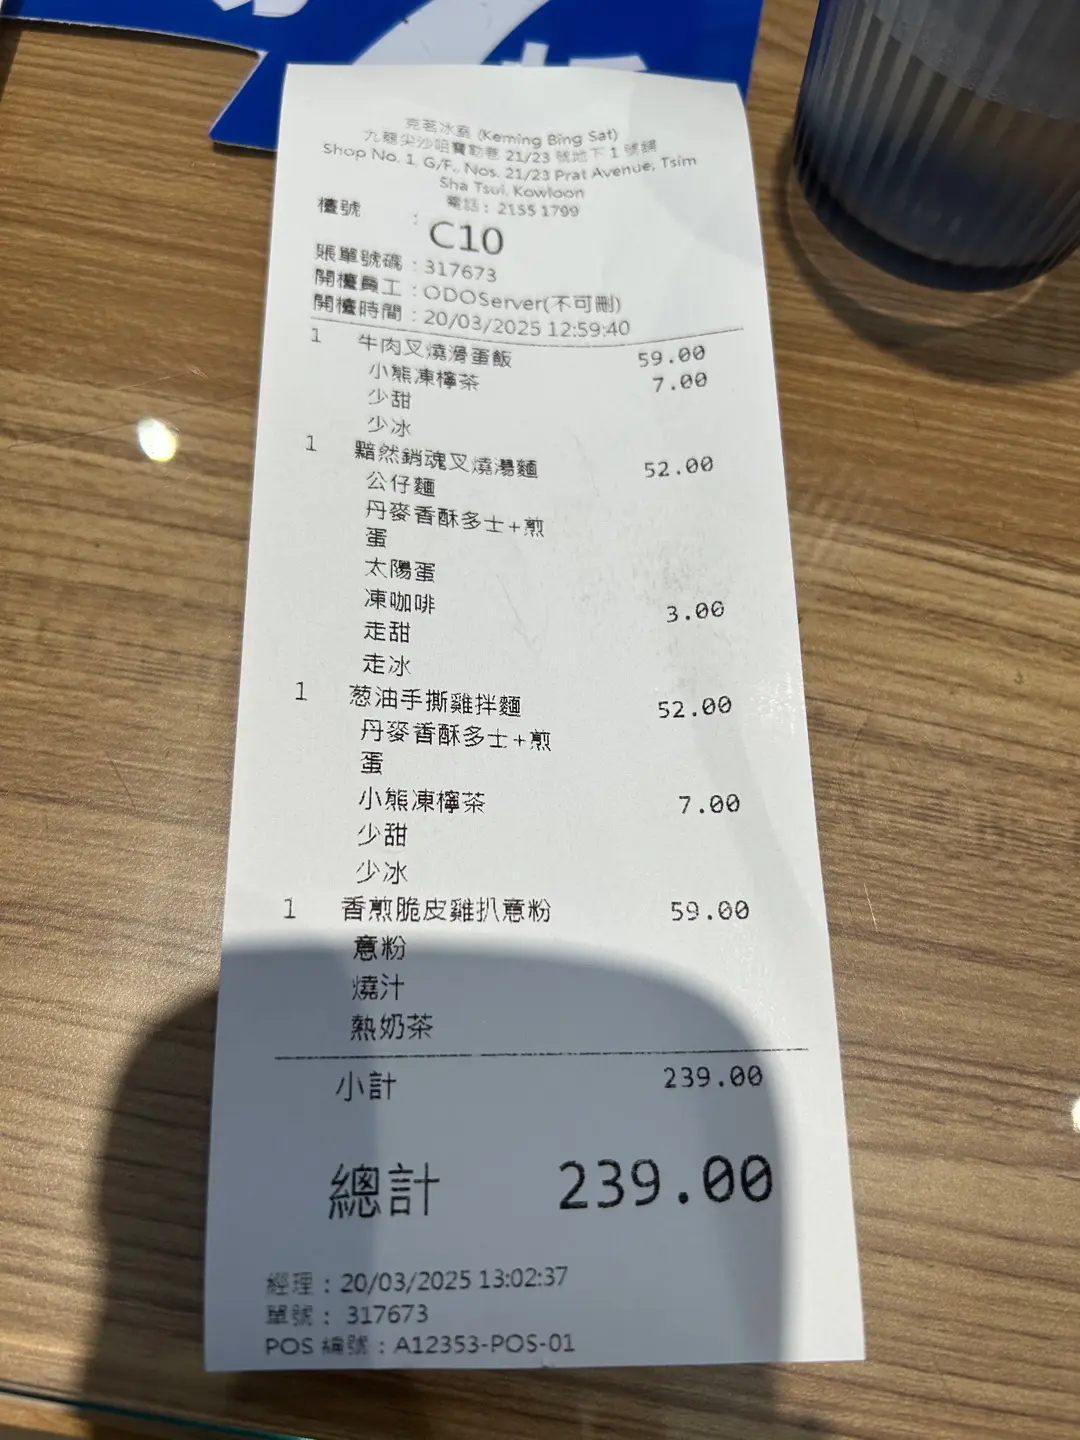 克茗冰室 (Keming Bing Sat)
九龍尖沙咀寶勒巷 21/23 號地下 1 號舖
Shop No. 1, G/F., Nos. 21/23 Prat Avenue, Tsim
Sha Tsui, Kowloon
電話： 2155 1799
檯號 : C10
賬單號碼 : 317673
開檯員工 : ODOServer(不可刪)
開檯時間 : 20/03/2025 12:59:40
1 牛肉叉燒滑蛋飯 59.00
小熊凍檸茶 7.00
少甜
少冰
1 黯然銷魂叉燒湯麵 52.00
公仔麵
丹麥香酥多士+煎
蛋
太陽蛋
凍咖啡 3.00
走甜
走冰
1 葱油手撕雞拌麵 52.00
丹麥香酥多士+煎
蛋
小熊凍檸茶 7.00
少甜
少冰
1 香煎脆皮雞扒意粉 59.00
意粉
燒汁
熱奶茶
小計 239.00
總計 239.00
經理 : 20/03/2025 13:02:37
單號 : 317673
POS 編號 : A12353-POS-01